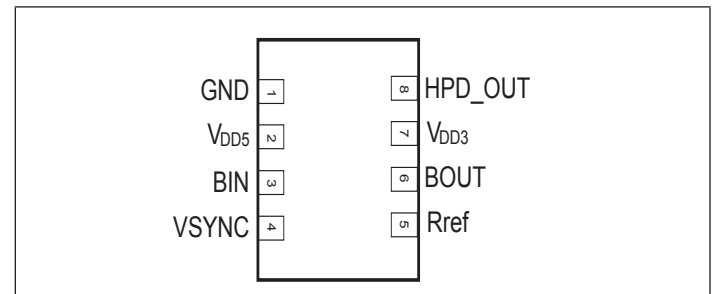 GND 1 8 HPD_OUT
VDD5 2 7 VDD3
BIN 3 6 BOUT
VSYNC 4 5 Rref